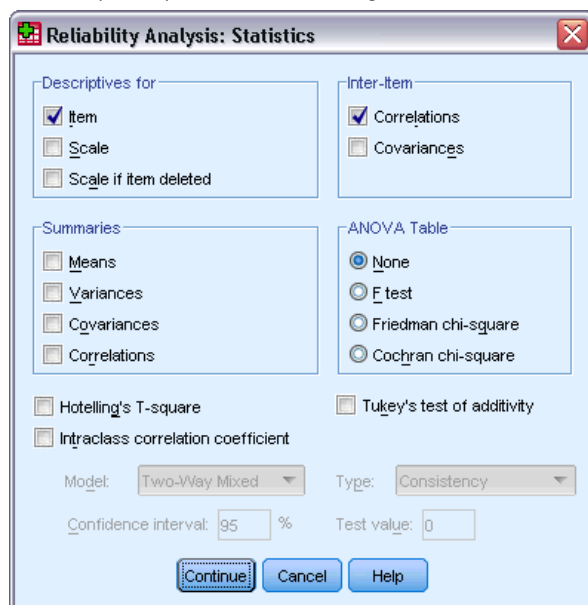 Reliability Analysis: Statistics
Descriptives for
Item
Scale
Scale if item deleted
Inter-Item
Correlations
Covariances
Summaries
Means
Variances
Covariances
Correlations
ANOVA Table
None
F test
Friedman chi-square
Cochran chi-square
Hotelling's T-square
Tukey's test of additivity
Intraclass correlation coefficient
Model: Two-Way Mixed Type: Consistency
Confidence interval: 95 % Test value: 0
Continue Cancel Help